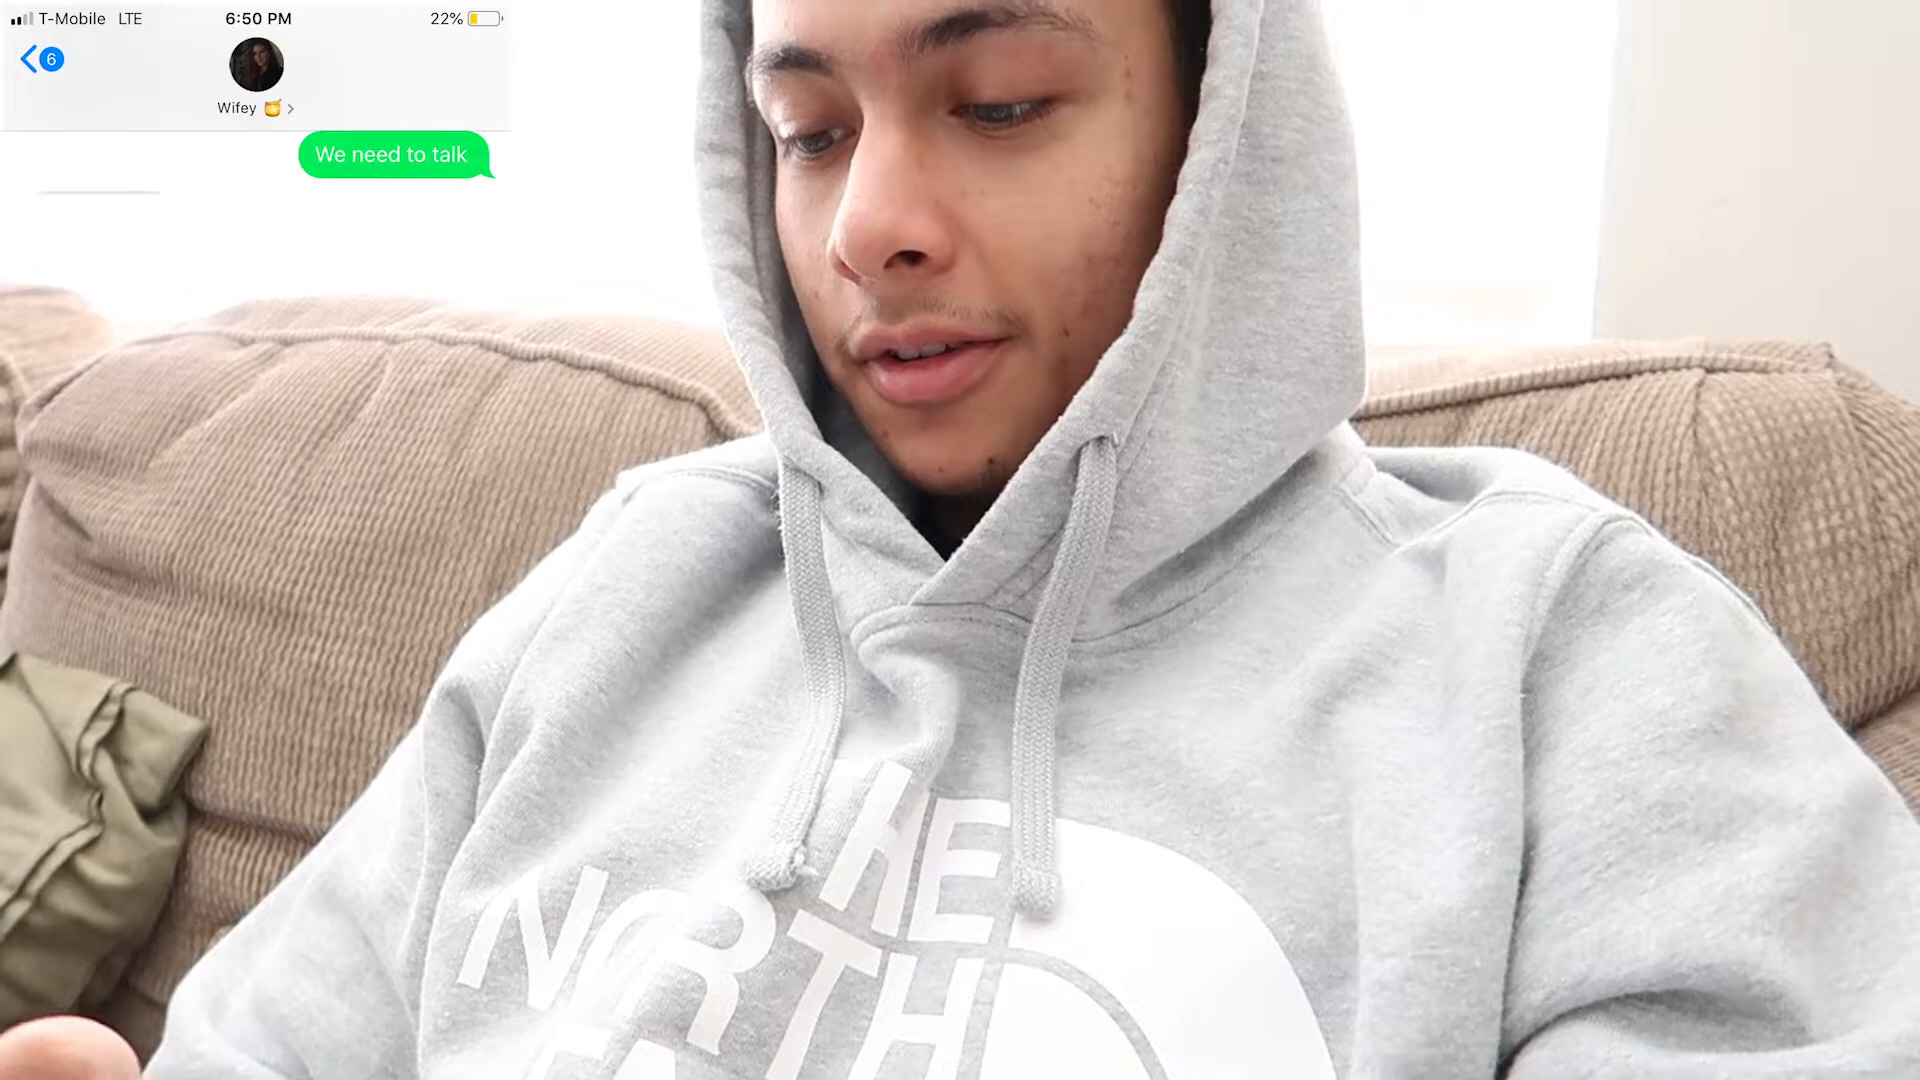 T-Mobile LTE 6:50 PM 22%
6
Wifey
We need to talk
THE
NORTH